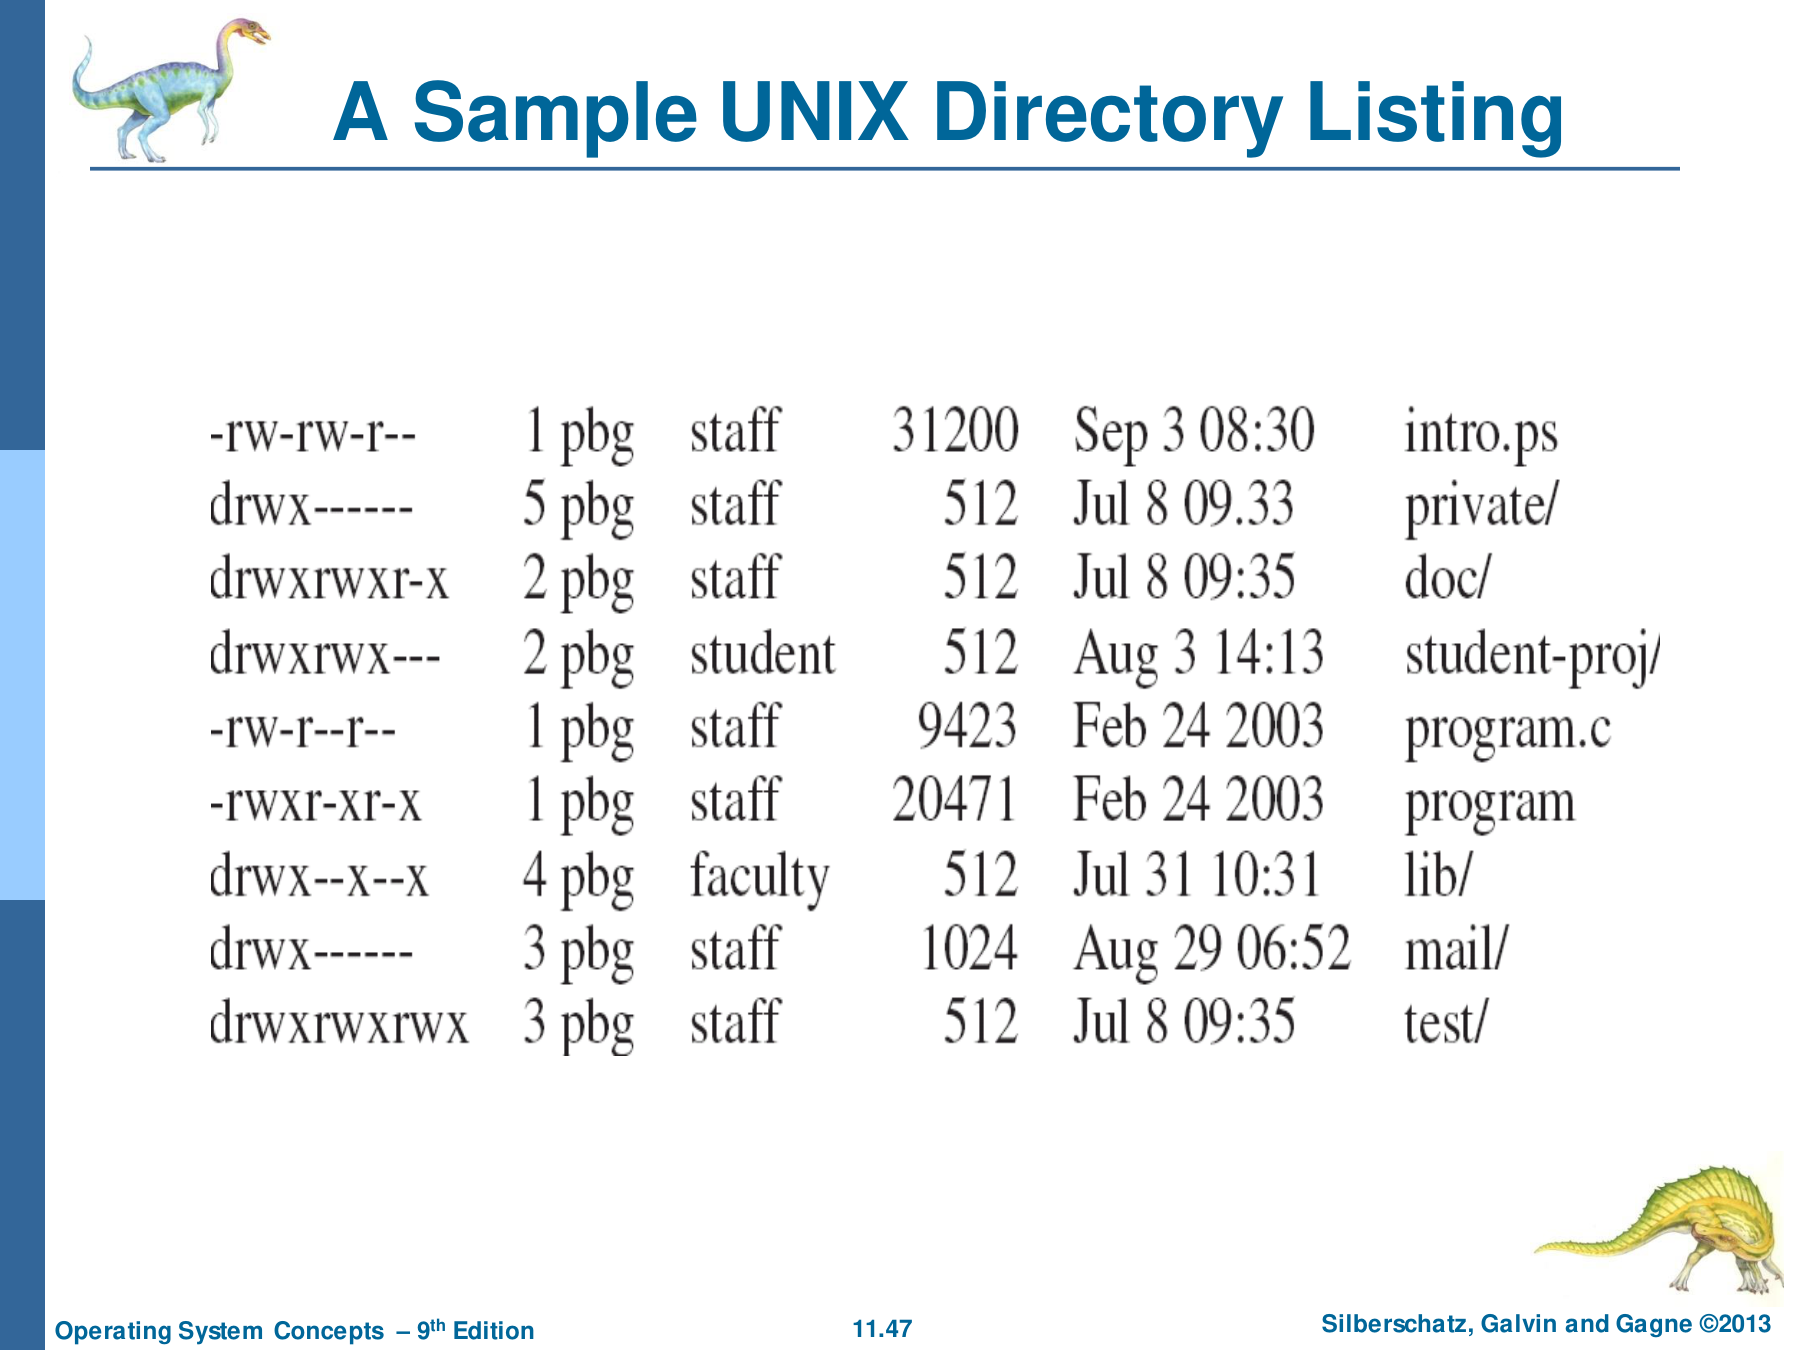 A Sample UNIX Directory Listing
-rw-rw-r-- 1 pbg staff 31200 Sep 3 08:30 intro.ps
drwx------ 5 pbg staff 512 Jul 8 09.33 private/
drwxrwxr-x 2 pbg staff 512 Jul 8 09:35 doc/
drwxrwx--- 2 pbg student 512 Aug 3 14:13 student-proj/
-rw-r--r-- 1 pbg staff 9423 Feb 24 2003 program.c
-rwxr-xr-x 1 pbg staff 20471 Feb 24 2003 program
drwx--x--x 4 pbg faculty 512 Jul 31 10:31 lib/
drwx------ 3 pbg staff 1024 Aug 29 06:52 mail/
drwxrwxrwx 3 pbg staff 512 Jul 8 09:35 test/
Operating System Concepts – 9th Edition 11.47 Silberschatz, Galvin and Gagne ©2013